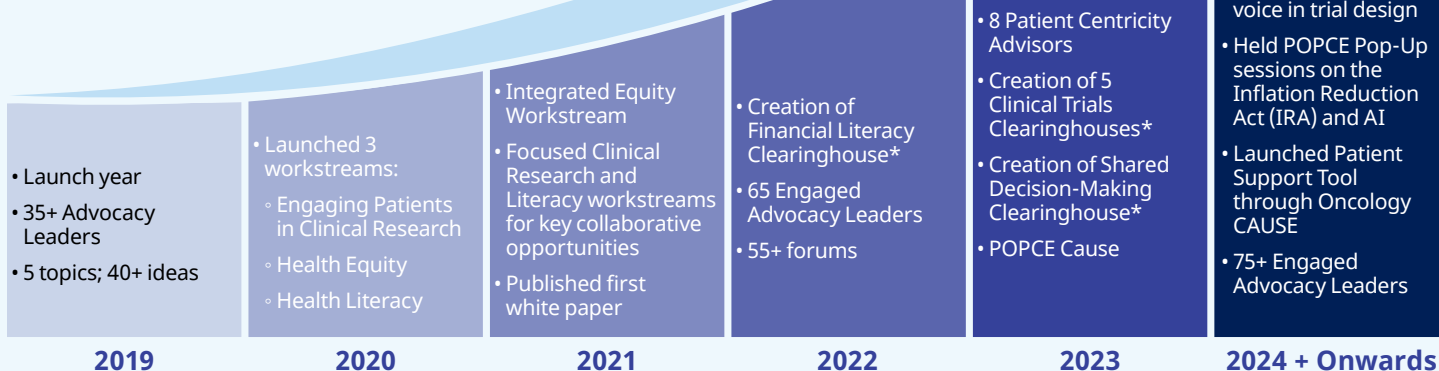 • Launch year
• 35+ Advocacy
Leaders
• 5 topics; 40+ ideas
2019
• Launched 3
workstreams:
◦ Engaging Patients
in Clinical Research
◦ Health Equity
◦ Health Literacy
2020
• Integrated Equity
Workstream
• Focused Clinical
Research and
Literacy workstreams
for key collaborative
opportunities
• Published first
white paper
2021
• Creation of
Financial Literacy
Clearinghouse*
• 65 Engaged
Advocacy Leaders
• 55+ forums
2022
• 8 Patient Centricity
Advisors
• Creation of 5
Clinical Trials
Clearinghouses*
• Creation of Shared
Decision-Making
Clearinghouse*
• POPCE Cause
2023
voice in trial design
• Held POPCE Pop-Up
sessions on the
Inflation Reduction
Act (IRA) and AI
• Launched Patient
Support Tool
through Oncology
CAUSE
• 75+ Engaged
Advocacy Leaders
2024 + Onwards